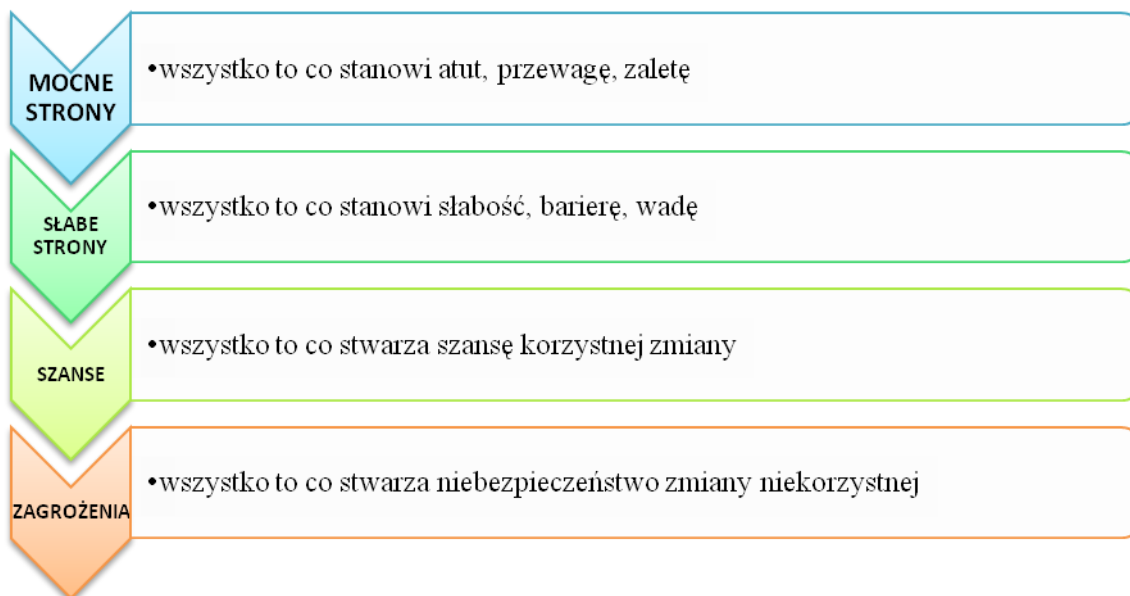 MOCNE
STRONY
•wszystko to co stanowi atut, przewagę, zaletę
SŁABE
STRONY
•wszystko to co stanowi słabość, barierę, wadę
SZANSE
•wszystko to co stwarza szansę korzystnej zmiany
ZAGROŻENIA
•wszystko to co stwarza niebezpieczeństwo zmiany niekorzystnej